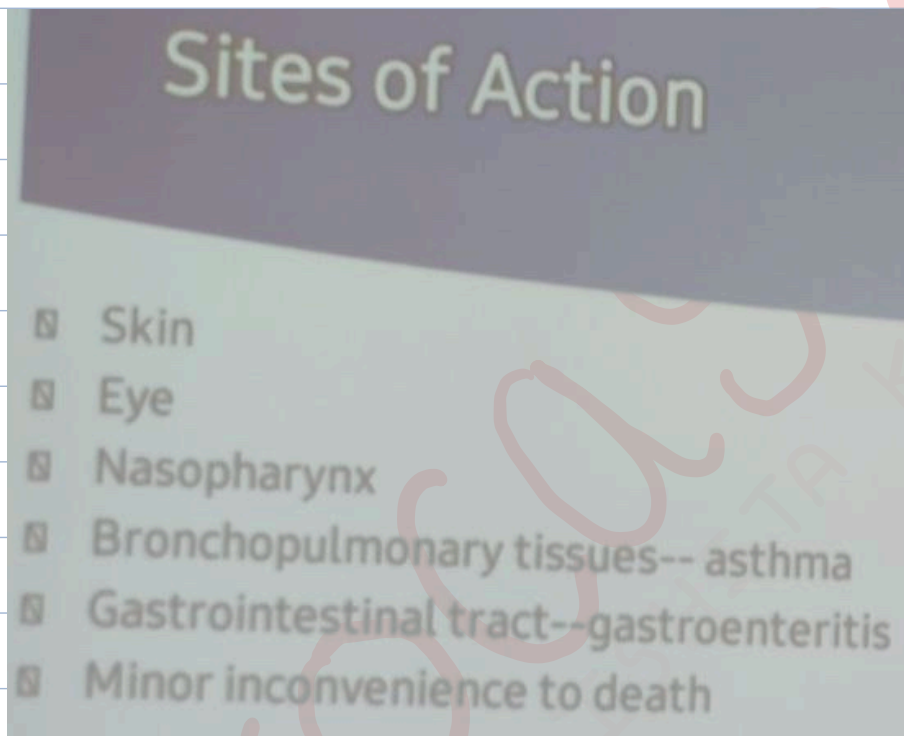 Sites of Action
Skin
Eye
Nasopharynx
Bronchopulmonary tissues-- asthma
Gastrointestinal tract--gastroenteritis
Minor inconvenience to death